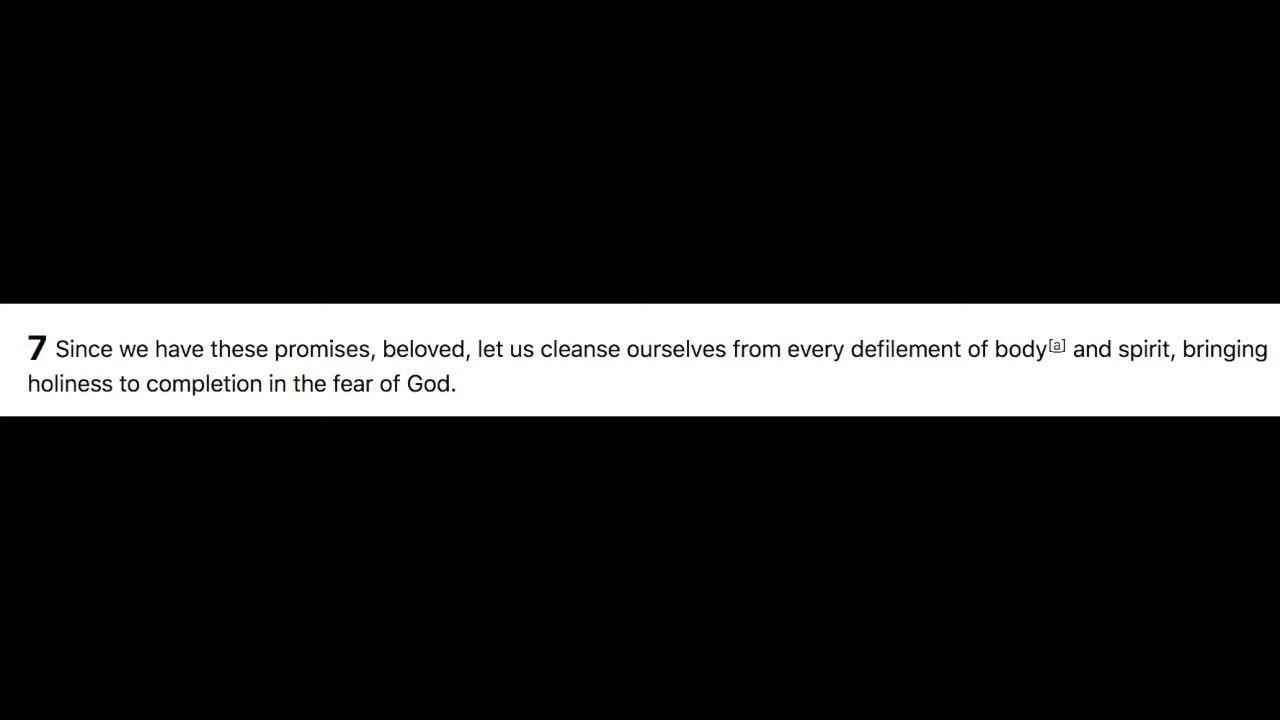 7 Since we have these promises, beloved, let us cleanse ourselves from every defilement of body[a] and spirit, bringing
holiness to completion in the fear of God.